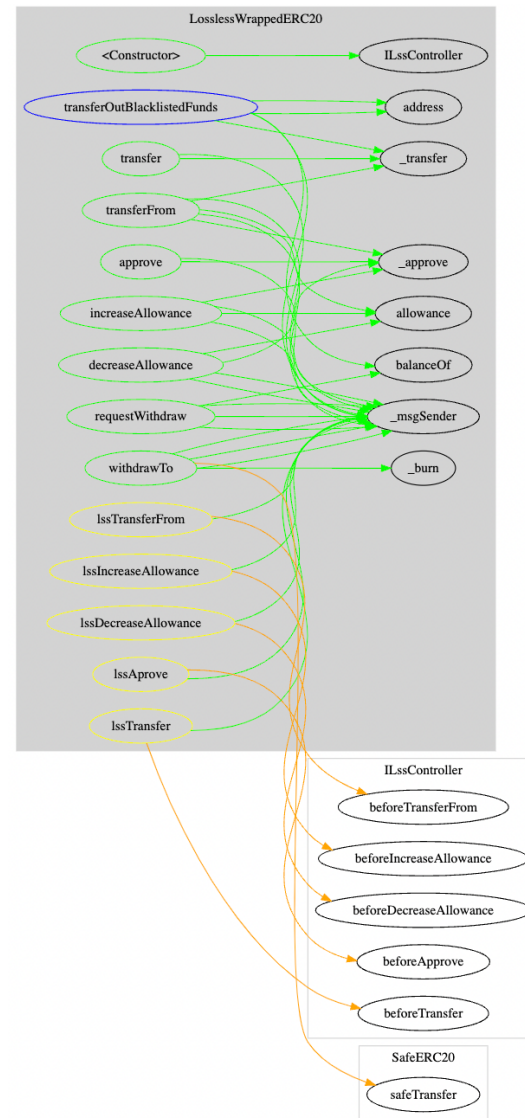 LosslessWrappedERC20
<Constructor>
ILssController
transferOutBlacklistedFunds
address
transfer
_transfer
transferFrom
approve
_approve
increaseAllowance
allowance
decreaseAllowance
balanceOf
requestWithdraw
_msgSender
withdrawTo
_burn
lssTransferFrom
lssIncreaseAllowance
lssDecreaseAllowance
lssAprove
lssTransfer
ILssController
beforeTransferFrom
beforeIncreaseAllowance
beforeDecreaseAllowance
beforeApprove
beforeTransfer
SafeERC20
safeTransfer